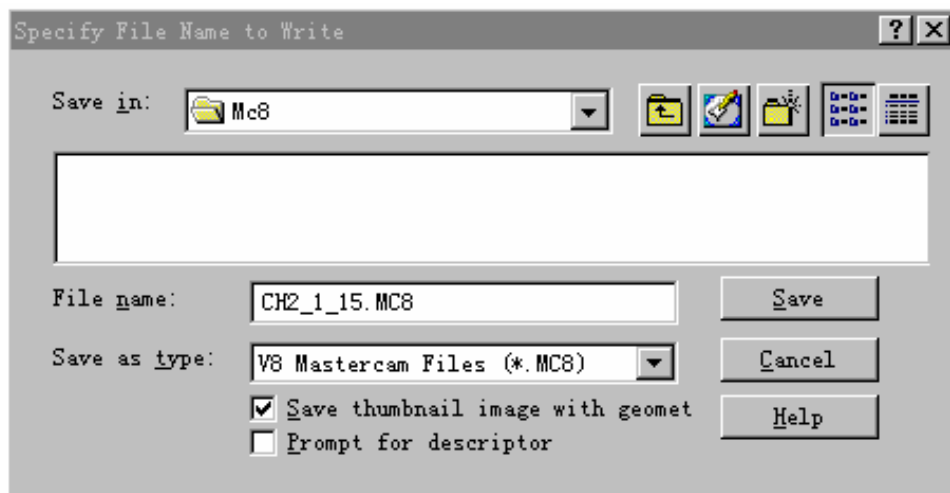 Specify File Name to Write
Save in: Mc8
File name: CH2_1_15.MC8 Save
Save as type: V8 Mastercam Files (*.MC8) Cancel
Save thumbnail image with geomet
Help
Prompt for descriptor